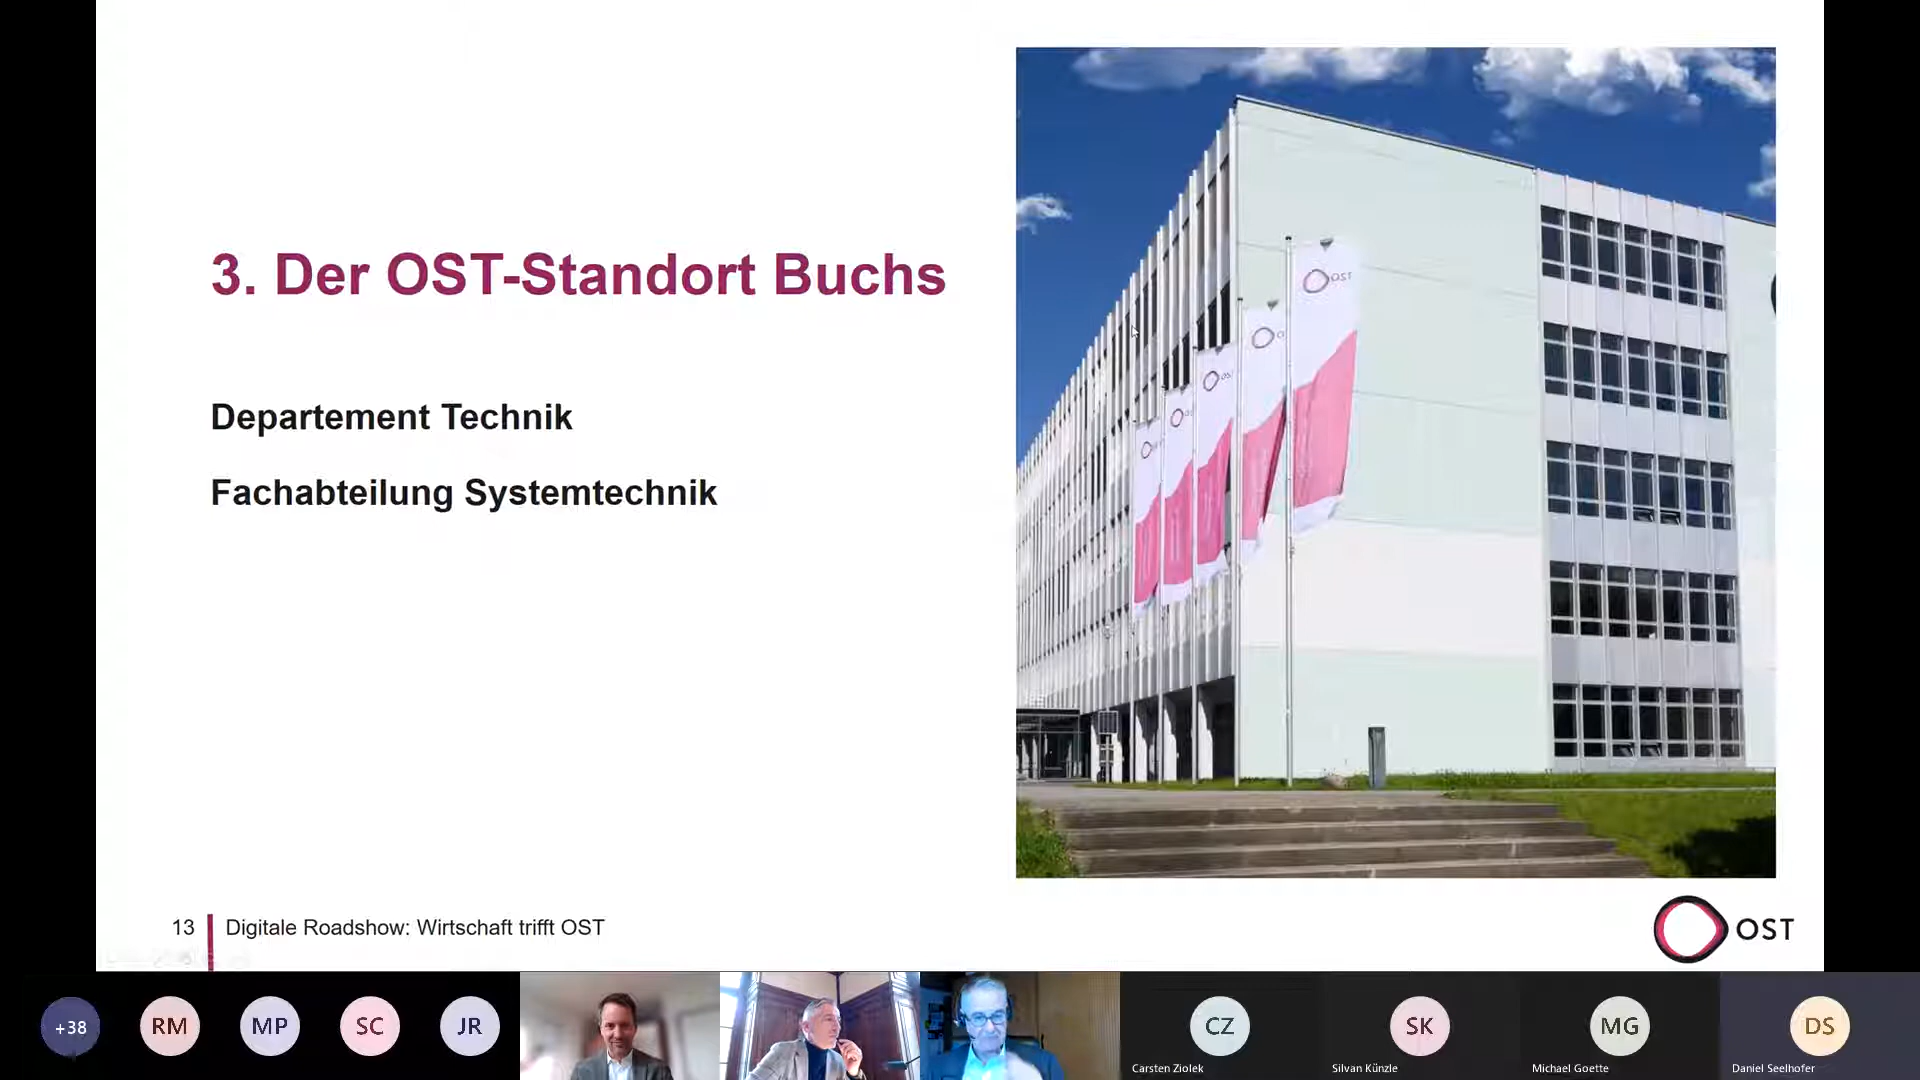 3. Der OST-Standort Buchs
Departement Technik
Fachabteilung Systemtechnik
OST
13
Digitale Roadshow: Wirtschaft trifft OST
OST
+38
RM
MP
SC
JR
CZ
Carsten Ziolek
SK
Silvan Künzle
MG
Michael Goette
DS
Daniel Seelhofer